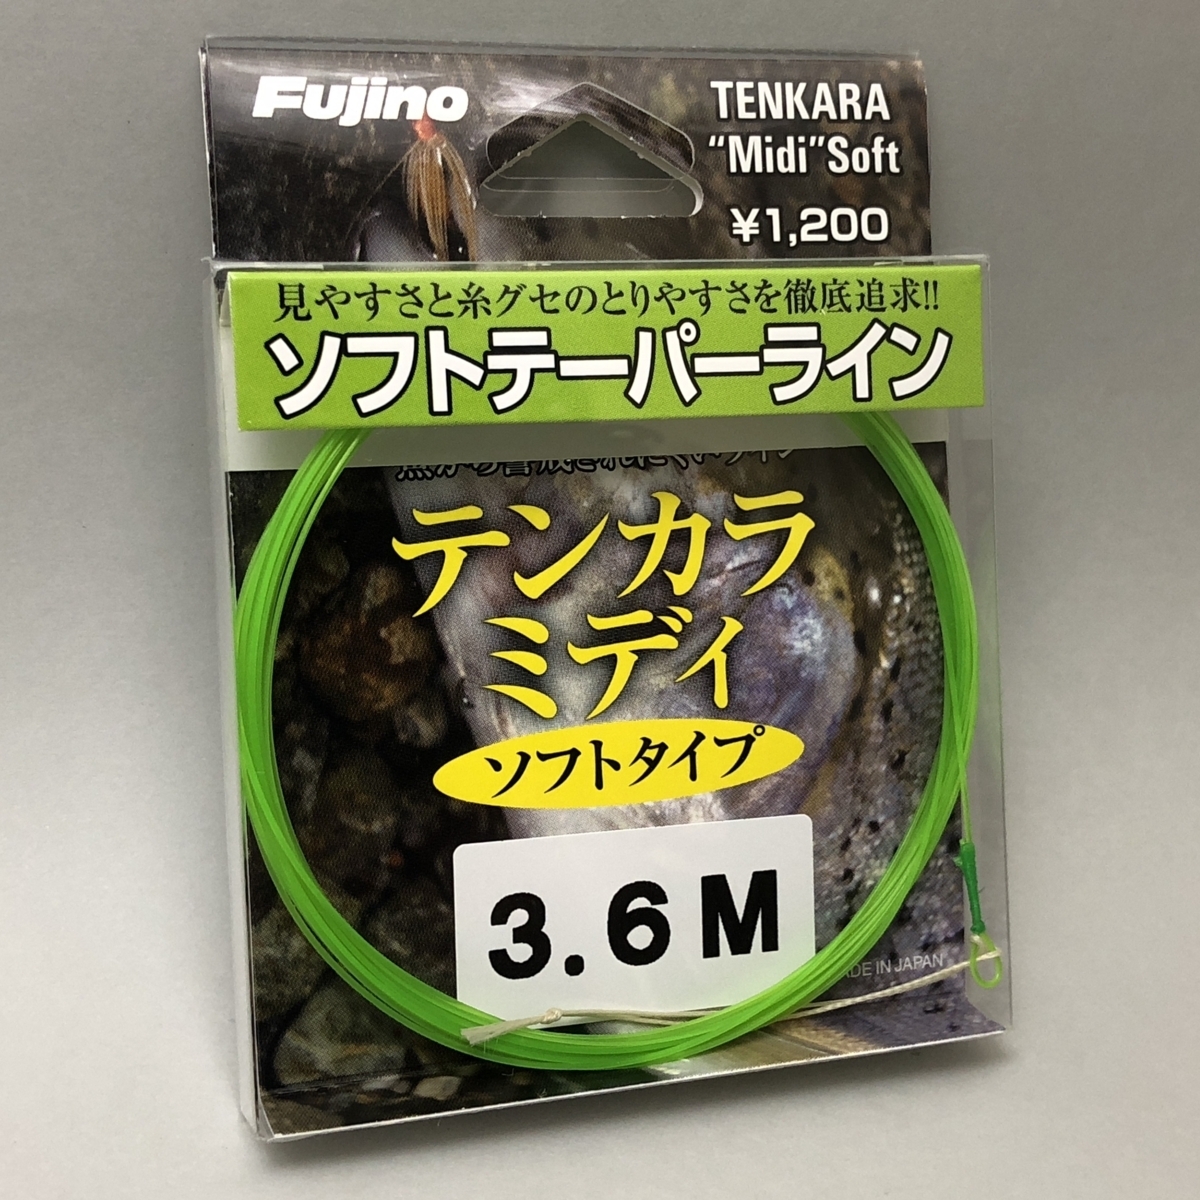 Fujino
TENKARA
"Midi"Soft
¥1,200
見やすさと糸グセのとりやすさを徹底追求!!
ソフトテーパーライン
テンカラ
ミディ
ソフトタイプ
3.6M
IN JAPAN